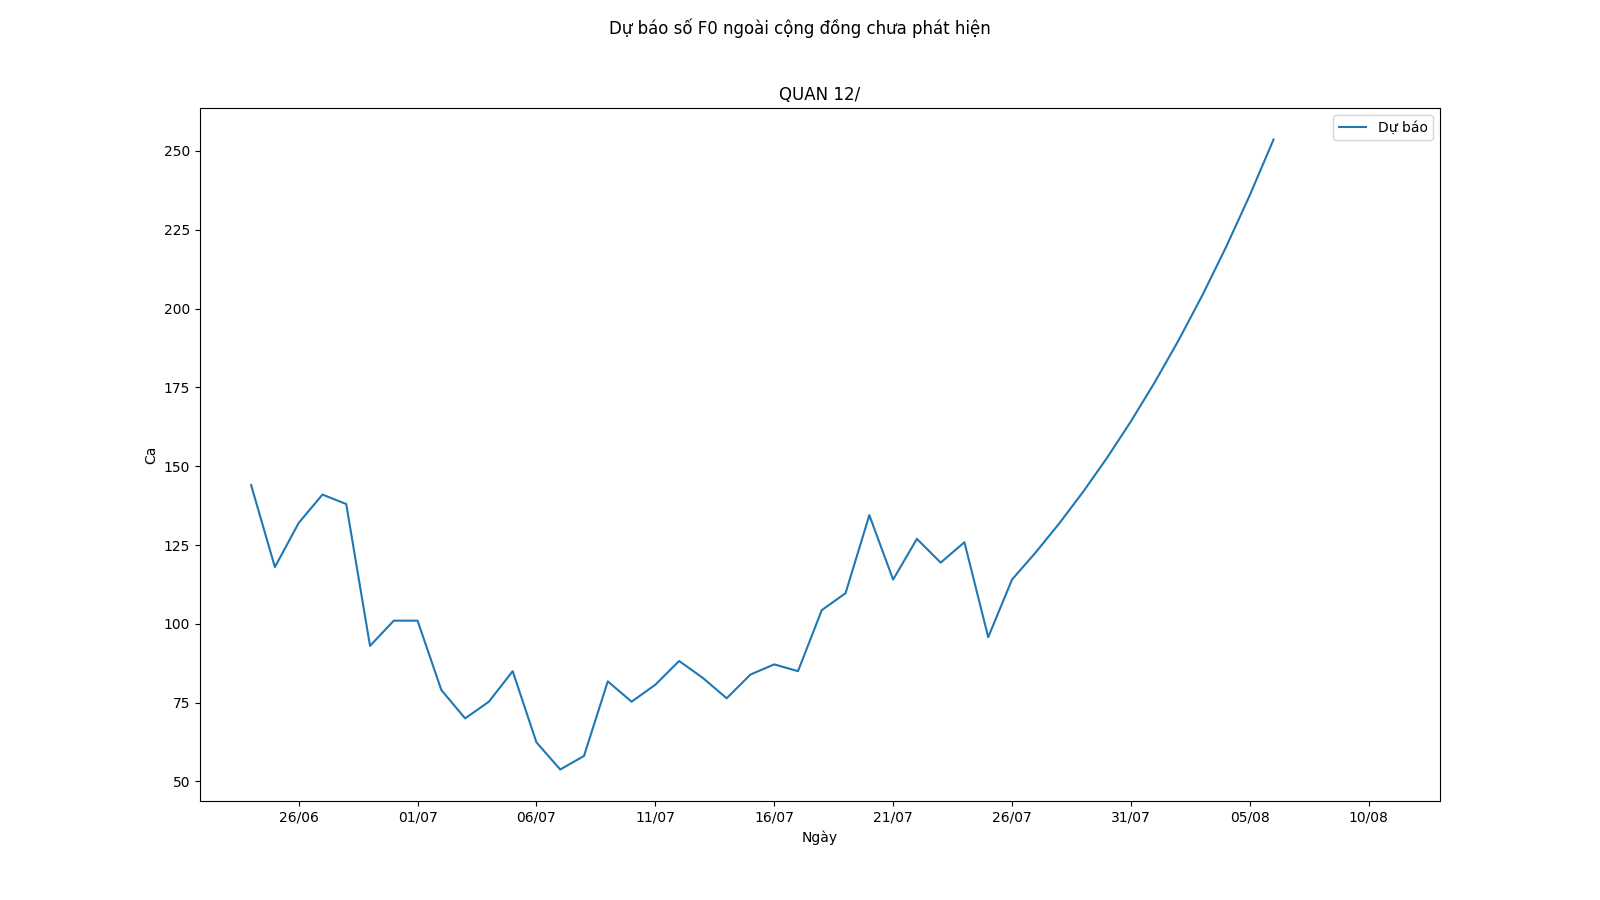 Dự báo số F0 ngoài cộng đồng chưa phát hiện
QUAN 12/
Dự báo
250
225
200
175
150
125
100
75
50
Ca
26/06 01/07 06/07 11/07 16/07 21/07 26/07 31/07 05/08 10/08
Ngày